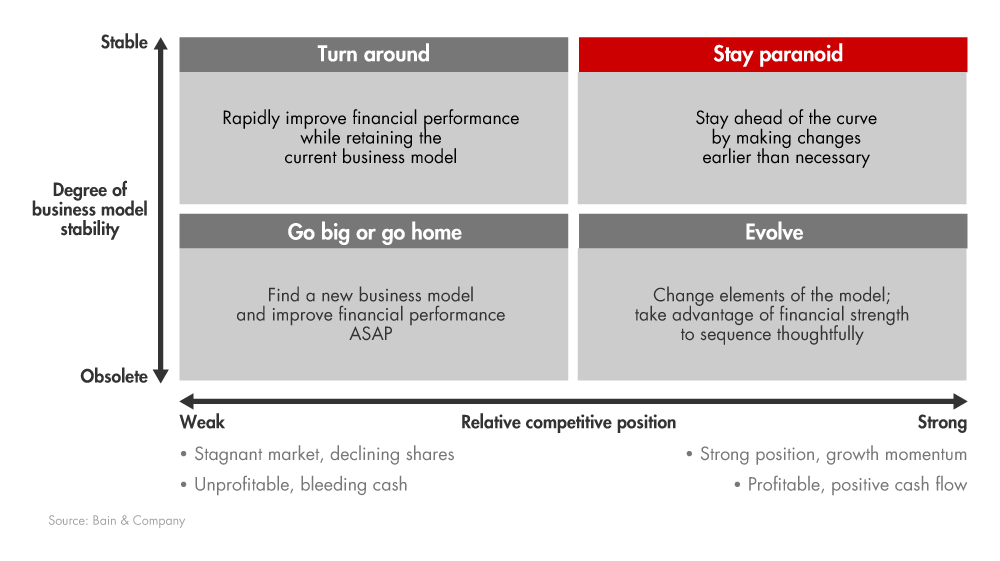 Stable
Turn around
Stay paranoid
Rapidly improve financial performance
while retaining the
current business model
Stay ahead of the curve
by making changes
earlier than necessary
Degree of
business model
stability
Go big or go home
Evolve
Find a new business model
and improve financial performance
ASAP
Change elements of the model;
take advantage of financial strength
to sequence thoughtfully
Obsolete
Weak
Relative competitive position
Strong
• Stagnant market, declining shares
• Unprofitable, bleeding cash
• Strong position, growth momentum
• Profitable, positive cash flow
Source: Bain & Company